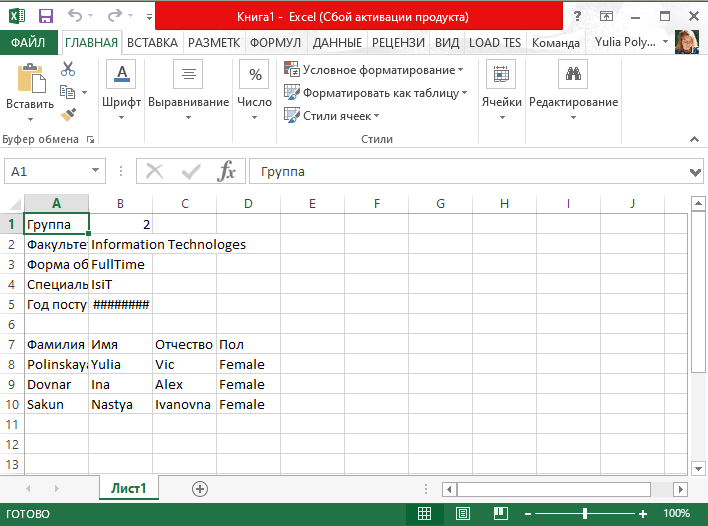 Книга1 - Excel (Сбой активации продукта)
ФАЙЛ ГЛАВНАЯ ВСТАВКА РАЗМЕТК ФОРМУЛ ДАННЫЕ РЕЦЕНЗИ ВИД LOAD TES Команда Yulia Poly...
Вставить Шрифт Выравнивание Число Условное форматирование Форматировать как таблицу Стили ячеек Ячейки Редактирование
Буфер обмена Стили
A1 Группа
A B C D E F G H I J
1 Группа 2
2 Факульте Information Technologes
3 Форма об FullTime
4 Специаль IsiT
5 Год посту ########
6
7 Фамилия Имя Отчество Пол
8 Polinskaya Yulia Vic Female
9 Dovnar Ina Alex Female
10 Sakun Nastya Ivanovna Female
11
12
13
Лист1
ГОТОВО 100%